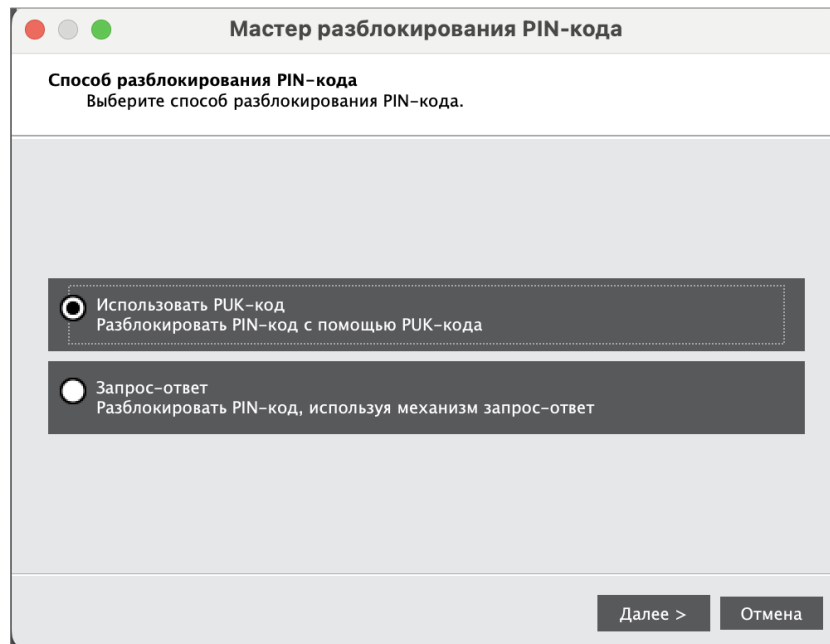 Мастер разблокирования PIN-кода
Способ разблокирования PIN-кода
Выберите способ разблокирования PIN-кода.
Использовать PUK-код
Разблокировать PIN-код с помощью PUK-кода
Запрос-ответ
Разблокировать PIN-код, используя механизм запрос-ответ
Далее >
Отмена